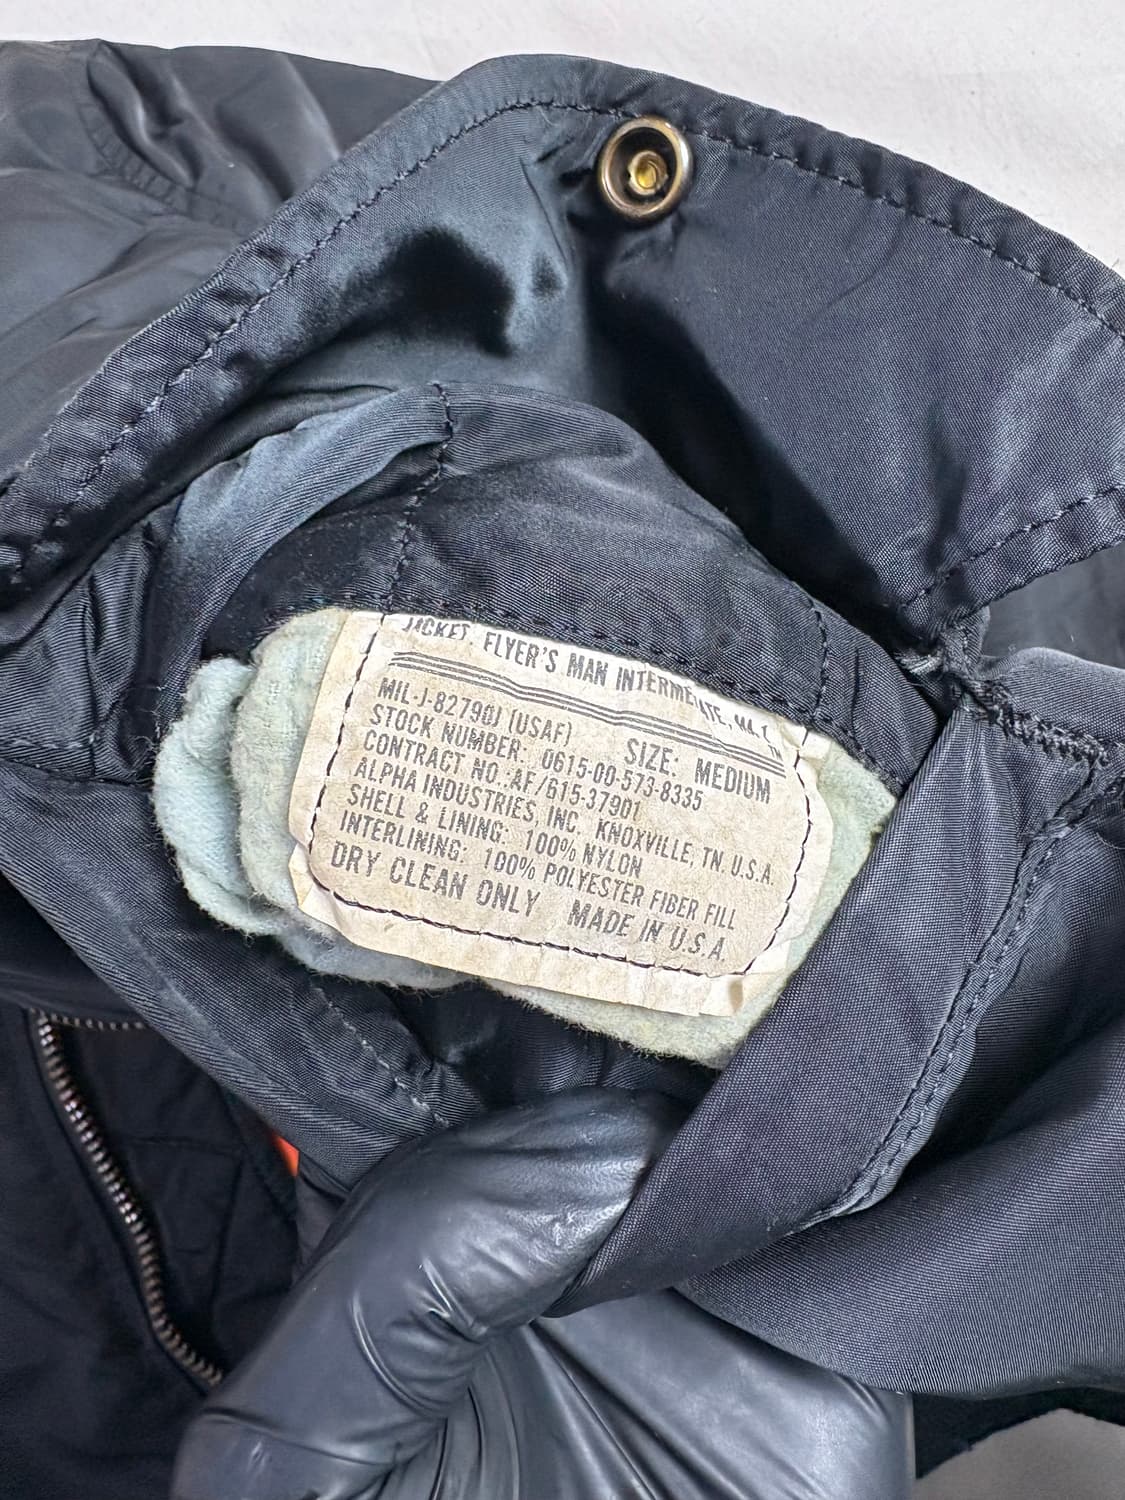 JACKET, FLYER'S MAN INTERMEDIATE, MA-1
TN
MIL-J-82790J (USAF) SIZE: MEDIUM
STOCK NUMBER: 0615-00-573-8335
CONTRACT NO.:AF/615-37901
ALPHA INDUSTRIES, INC. KNOXVILLE, TN. U.S.A.
SHELL & LINING: 100% NYLON
INTERLINING: 100% POLYESTER FIBER FILL
DRY CLEAN ONLY MADE IN U.S.A.